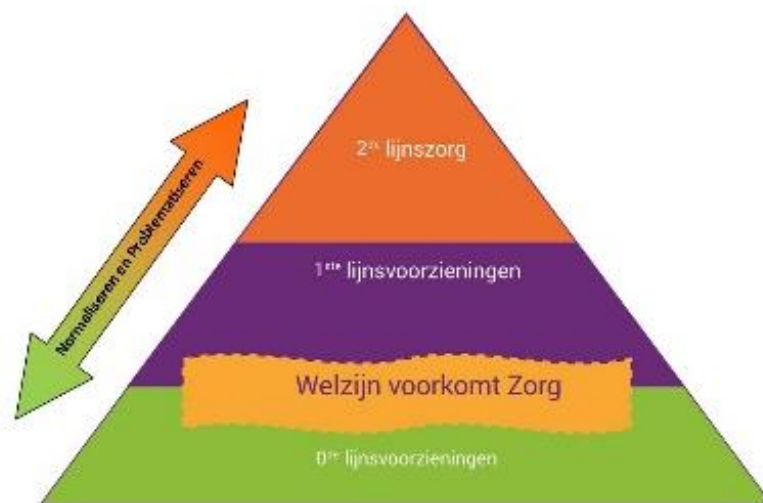 2de lijnszorg
Normaliseren en Problematiseren
1ste lijnsvoorzieningen
Welzijn voorkomt Zorg
0de lijnsvoorzieningen